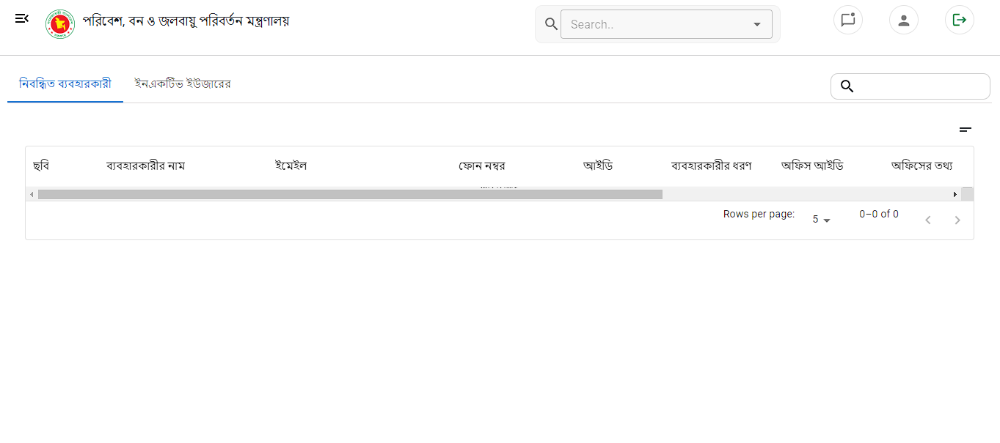 পরিবেশ, বন ও জলবায়ু পরিবর্তন মন্ত্রণালয়
Search..
নিবন্ধিত ব্যবহারকারী
ইনএকটিভ ইউজারের
ছবি ব্যবহারকারীর নাম ইমেইল ফোন নম্বর আইডি ব্যবহারকারীর ধরণ অফিস আইডি অফিসের তথ্য
Rows per page: 5 0–0 of 0